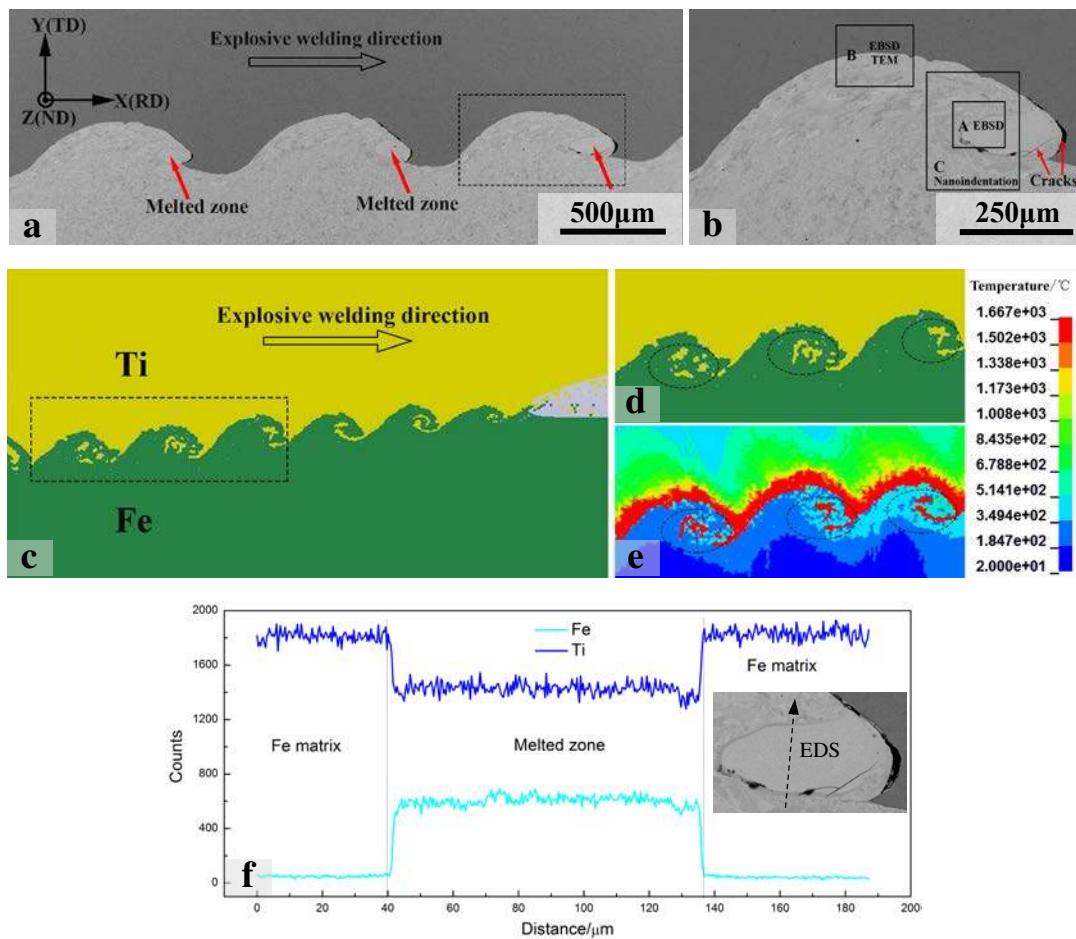 Y(TD)
Explosive welding direction
X(RD)
Z(ND)
Melted zone
Melted zone
500μm
a
B
EBSD
TEM
A
EBSD
C
Nanoindentation
Cracks
250μm
b
Explosive welding direction
Ti
Fe
c
d
e
Temperature/℃
1.667e+03
1.502e+03
1.338e+03
1.173e+03
1.008e+03
8.435e+02
6.788e+02
5.141e+02
3.494e+02
1.847e+02
2.000e+01
2000
1600
1200
800
400
0
Counts
Fe
Ti
Fe matrix
Melted zone
Fe matrix
EDS
f
0 20 40 60 80 100 120 140 160 180 200
Distance/μm